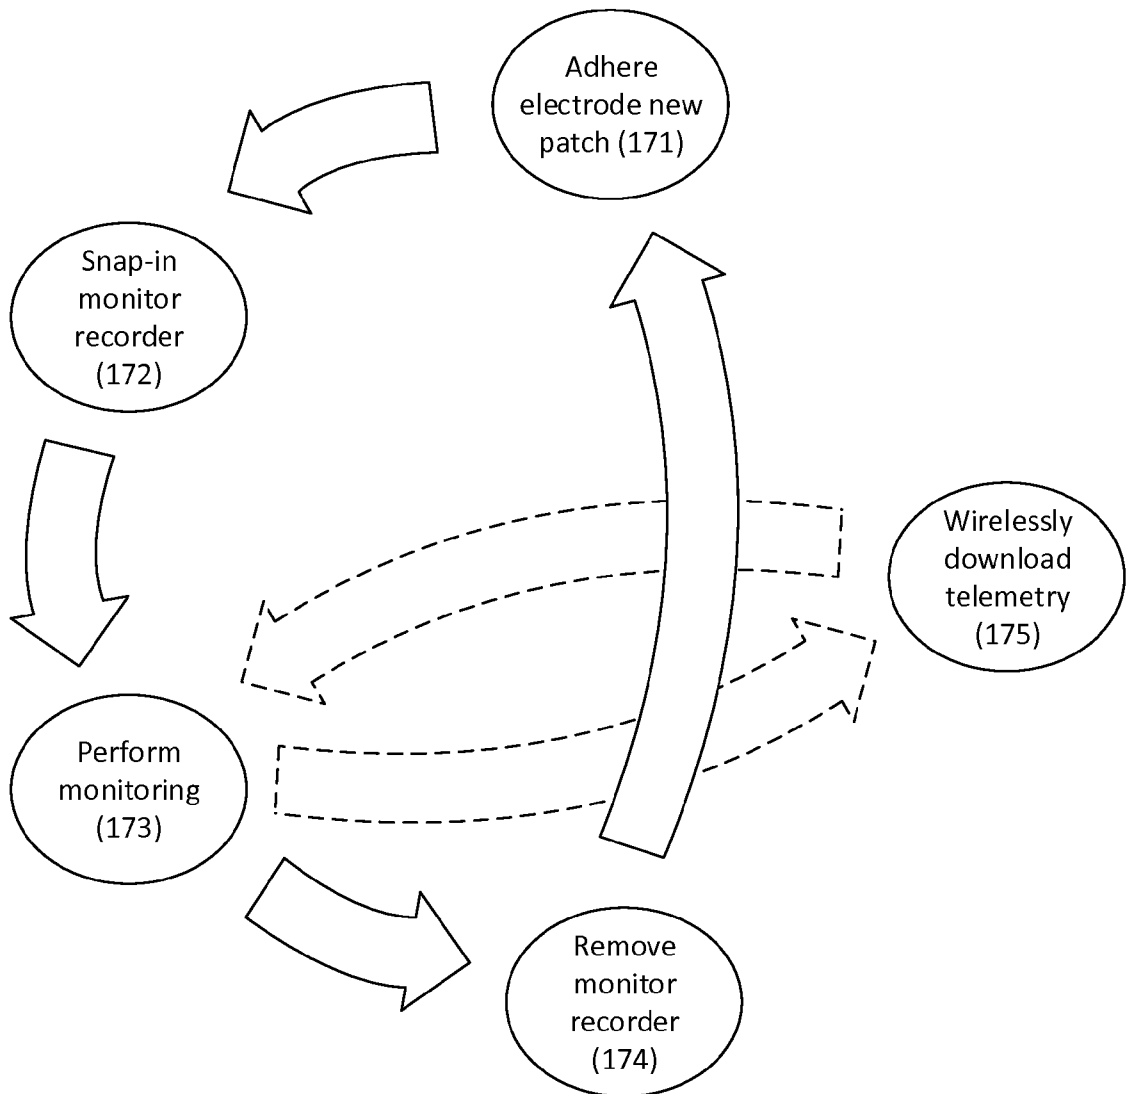 Adhere
electrode new
patch (171)
Snap-in
monitor
recorder
(172)
Wirelessly
download
telemetry
(175)
Perform
monitoring
(173)
Remove
monitor
recorder
(174)